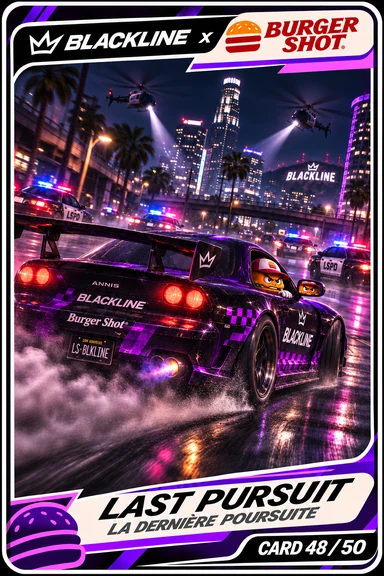 BLACKLINE x BURGER SHOT®
BLACKLINE
LSPD
LSPD
ANNIS
BLACKLINE
Burger Shot
LS·BLKLINE
BLACKLINE
LAST PURSUIT
LA DERNIÈRE POURSUITE
CARD 48/50